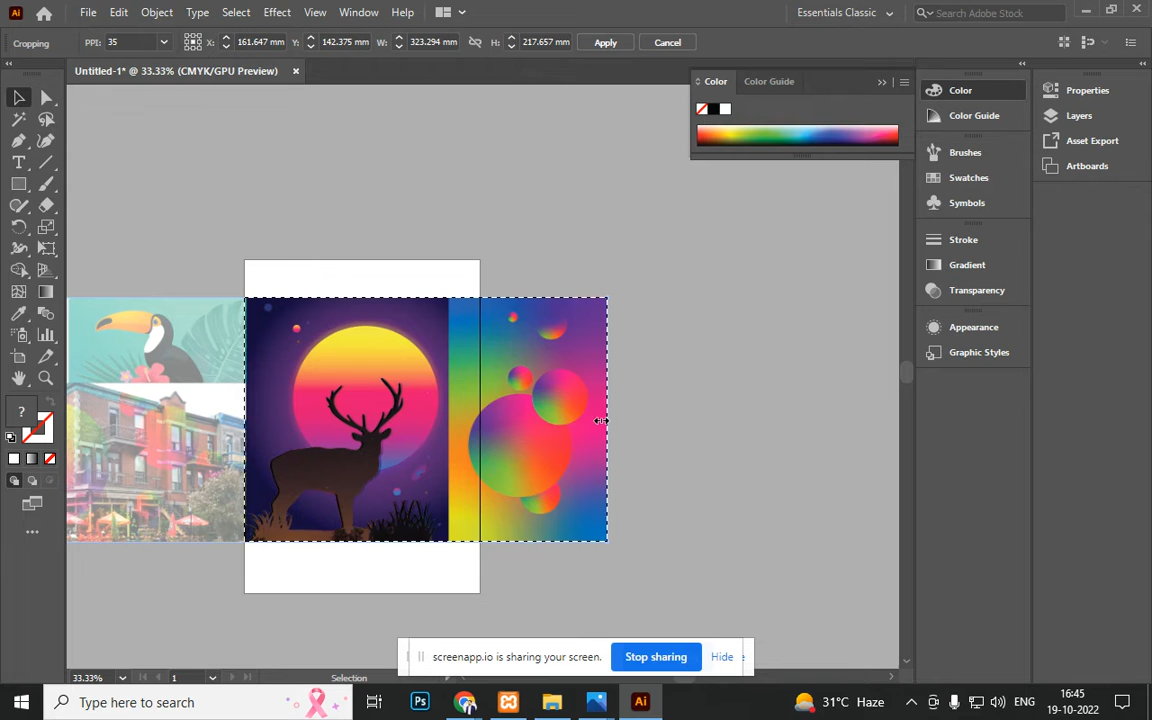 Ai File Edit Object Type Select Effect View Window Help Essentials Classic Search Adobe Stock
Cropping PPI: 35 X: 161.647 mm Y: 142.375 mm W: 323.294 mm H: 217.657 mm Apply Cancel
Untitled-1* @ 33.33% (CMYK/GPU Preview)
Color Color Guide
Color
Color Guide
Brushes
Swatches
Symbols
Stroke
Gradient
Transparency
Appearance
Graphic Styles
Properties
Layers
Asset Export
Artboards
?
screenapp.io is sharing your screen. Stop sharing Hide
33.33% 1 Selection
Type here to search Ps Ai 31°C Haze ENG
16:45
19-10-2022